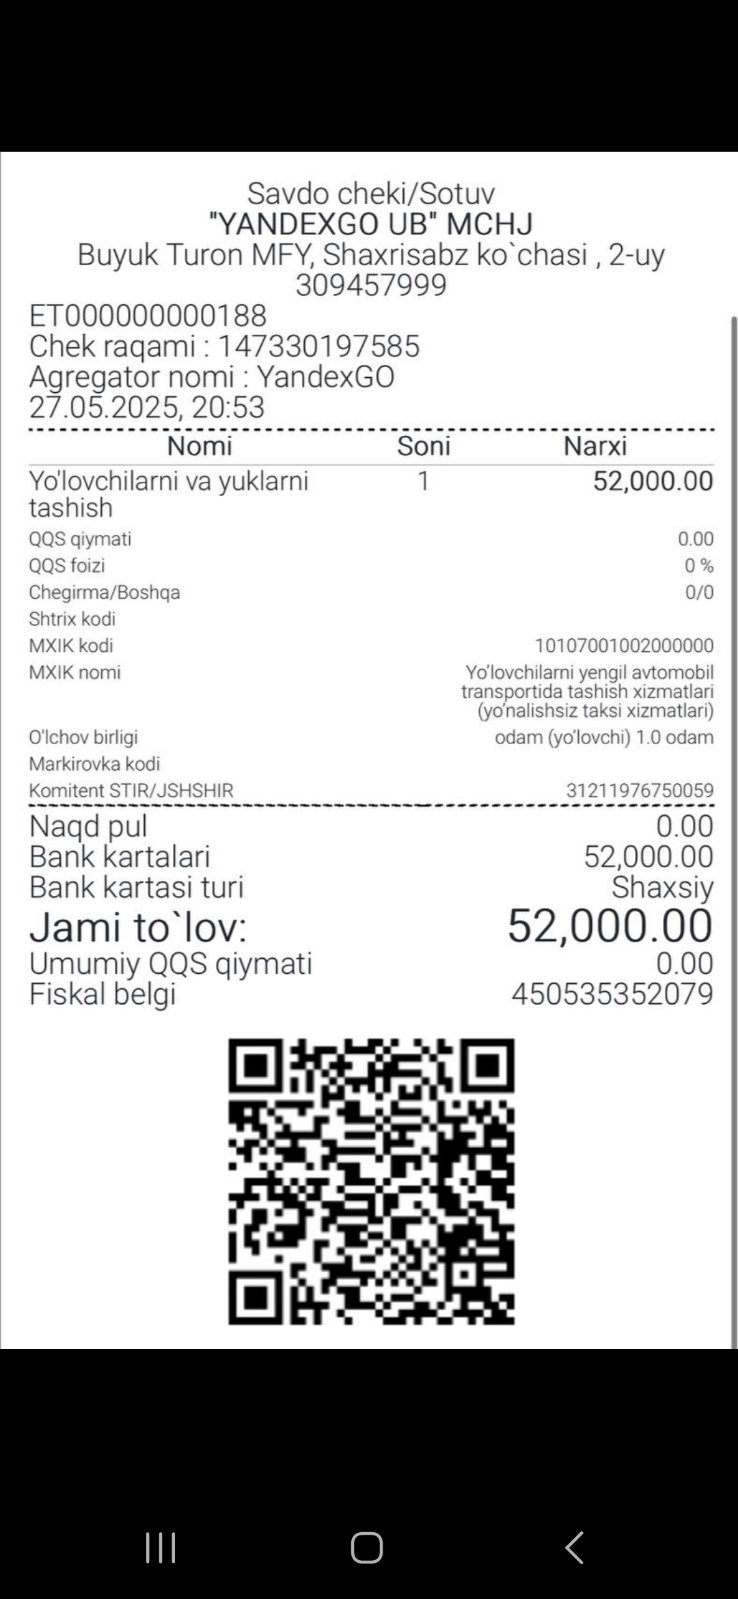 Savdo cheki/Sotuv
"YANDEXGO UB" MCHJ
Buyuk Turon MFY, Shaxrisabz ko`chasi , 2-uy
309457999
ET000000000188
Chek raqami : 147330197585
Agregator nomi : YandexGO
27.05.2025, 20:53
Nomi Soni Narxi
Yo'lovchilarni va yuklarni 1 52,000.00
tashish
QQS qiymati 0.00
QQS foizi 0 %
Chegirma/Boshqa 0/0
Shtrix kodi
MXIK kodi 10107001002000000
MXIK nomi Yo'lovchilarni yengil avtomobil
transportida tashish xizmatlari
(yo'nalishsiz taksi xizmatlari)
O'lchov birligi odam (yo'lovchi) 1.0 odam
Markirovka kodi
Komitent STIR/JSHSHIR 31211976750059
Naqd pul 0.00
Bank kartalari 52,000.00
Bank kartasi turi Shaxsiy
Jami to`lov: 52,000.00
Umumiy QQS qiymati 0.00
Fiskal belgi 450535352079